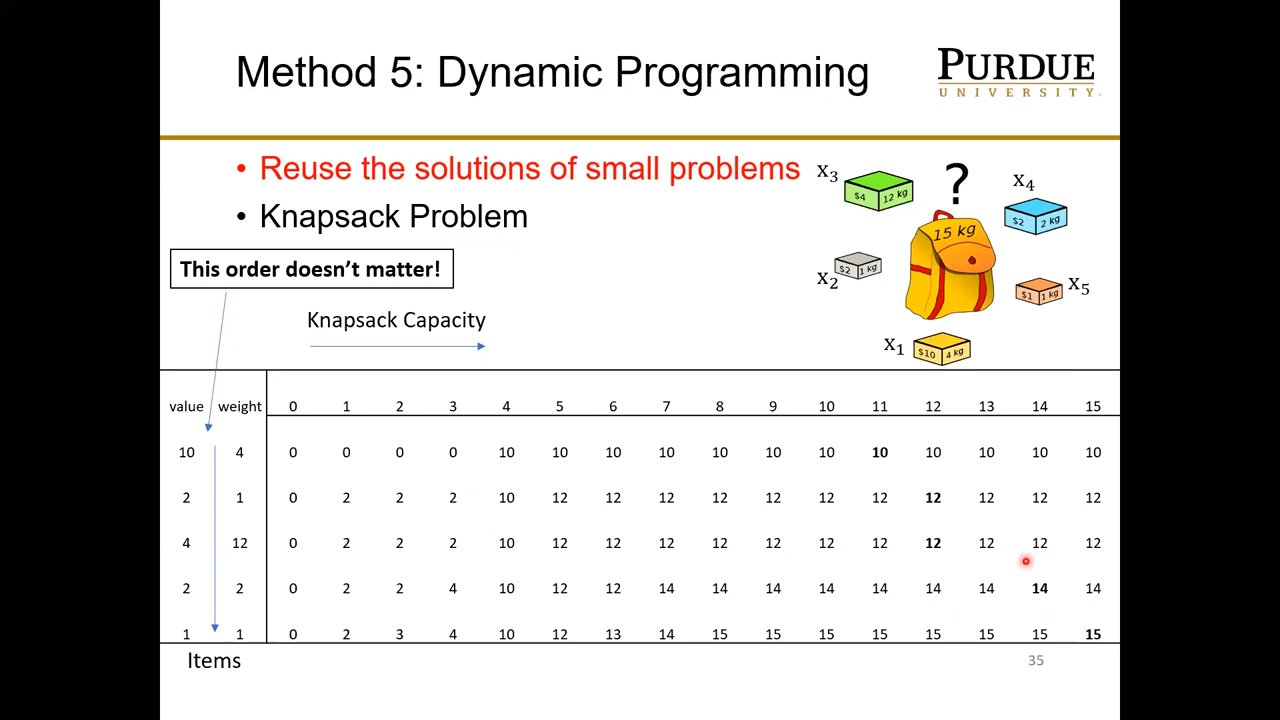 Method 5: Dynamic Programming
PURDUE
UNIVERSITY
• Reuse the solutions of small problems
• Knapsack Problem
This order doesn't matter!
Knapsack Capacity
x3
$4 12 kg
?
x4
$2 2 kg
15 kg
x2
$2 1 kg
$1 1 kg
x5
x1
$10 4 kg
value weight 0 1 2 3 4 5 6 7 8 9 10 11 12 13 14 15
10 4 0 0 0 0 10 10 10 10 10 10 10 10 10 10 10 10
2 1 0 2 2 2 10 12 12 12 12 12 12 12 12 12 12 12
4 12 0 2 2 2 10 12 12 12 12 12 12 12 12 12 12 12
2 2 0 2 2 4 10 12 12 14 14 14 14 14 14 14 14 14
1 1 0 2 3 4 10 12 13 14 15 15 15 15 15 15 15 15
Items
35